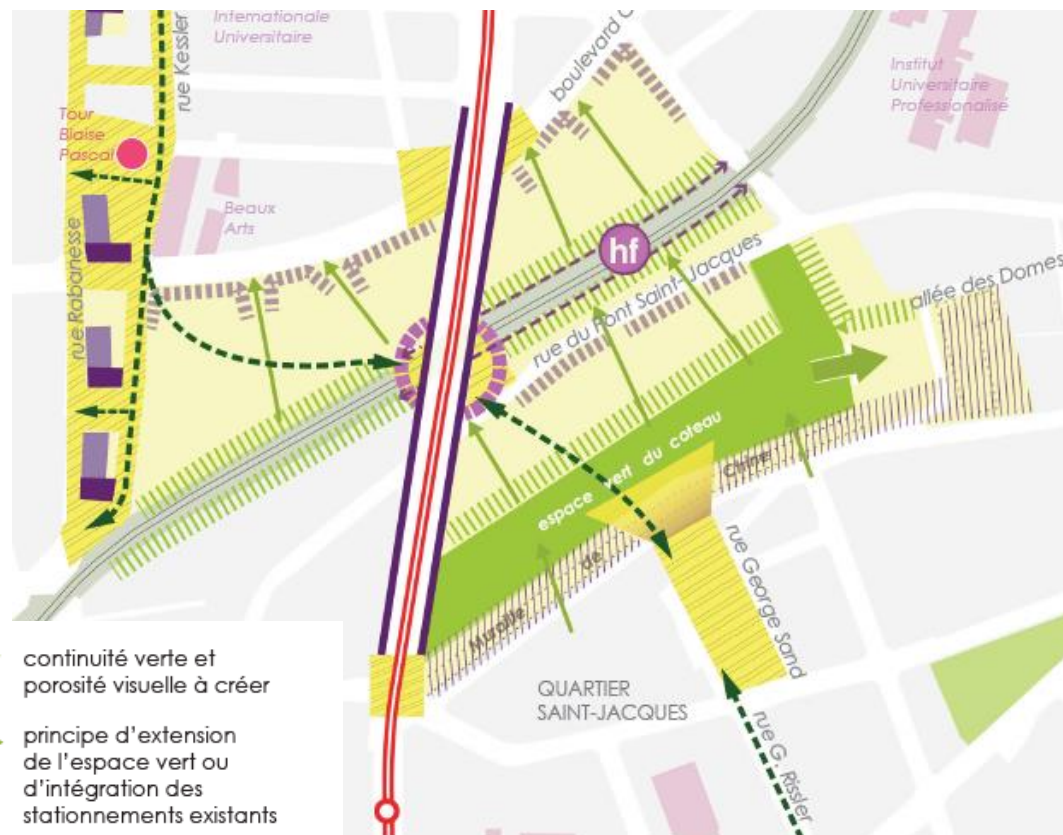 Internationale
Universitaire
boulevard C
Institut
Universitaire
Professionalisé
rue Kessler
Tour
Blaise
Pascal
Beaux
Arts
hf
rue Rabanesse
rue du Pont Saint-Jacques
allée des Domes
espace vert du coteau
Muraille de Chine
rue George Sand
QUARTIER
SAINT-JACQUES
rue G. Rissler
continuité verte et
porosité visuelle à créer
principe d'extension
de l'espace vert ou
d'intégration des
stationnements existants